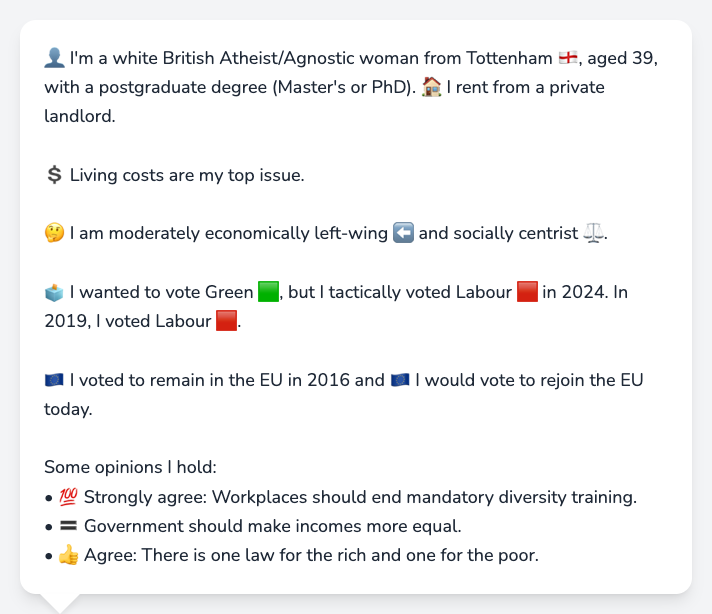 👤 I'm a white British Atheist/Agnostic woman from Tottenham 🏴󠁧󠁢󠁥󠁮󠁧󠁿, aged 39,
with a postgraduate degree (Master's or PhD). 🏠 I rent from a private
landlord.
💲 Living costs are my top issue.
🤔 I am moderately economically left-wing ⬅️ and socially centrist ⚖️.
🗳️ I wanted to vote Green 🟩, but I tactically voted Labour 🟥 in 2024. In
2019, I voted Labour 🟥.
🇪🇺 I voted to remain in the EU in 2016 and 🇪🇺 I would vote to rejoin the EU
today.
Some opinions I hold:
• 💯 Strongly agree: Workplaces should end mandatory diversity training.
• 🟰 Government should make incomes more equal.
• 👍 Agree: There is one law for the rich and one for the poor.